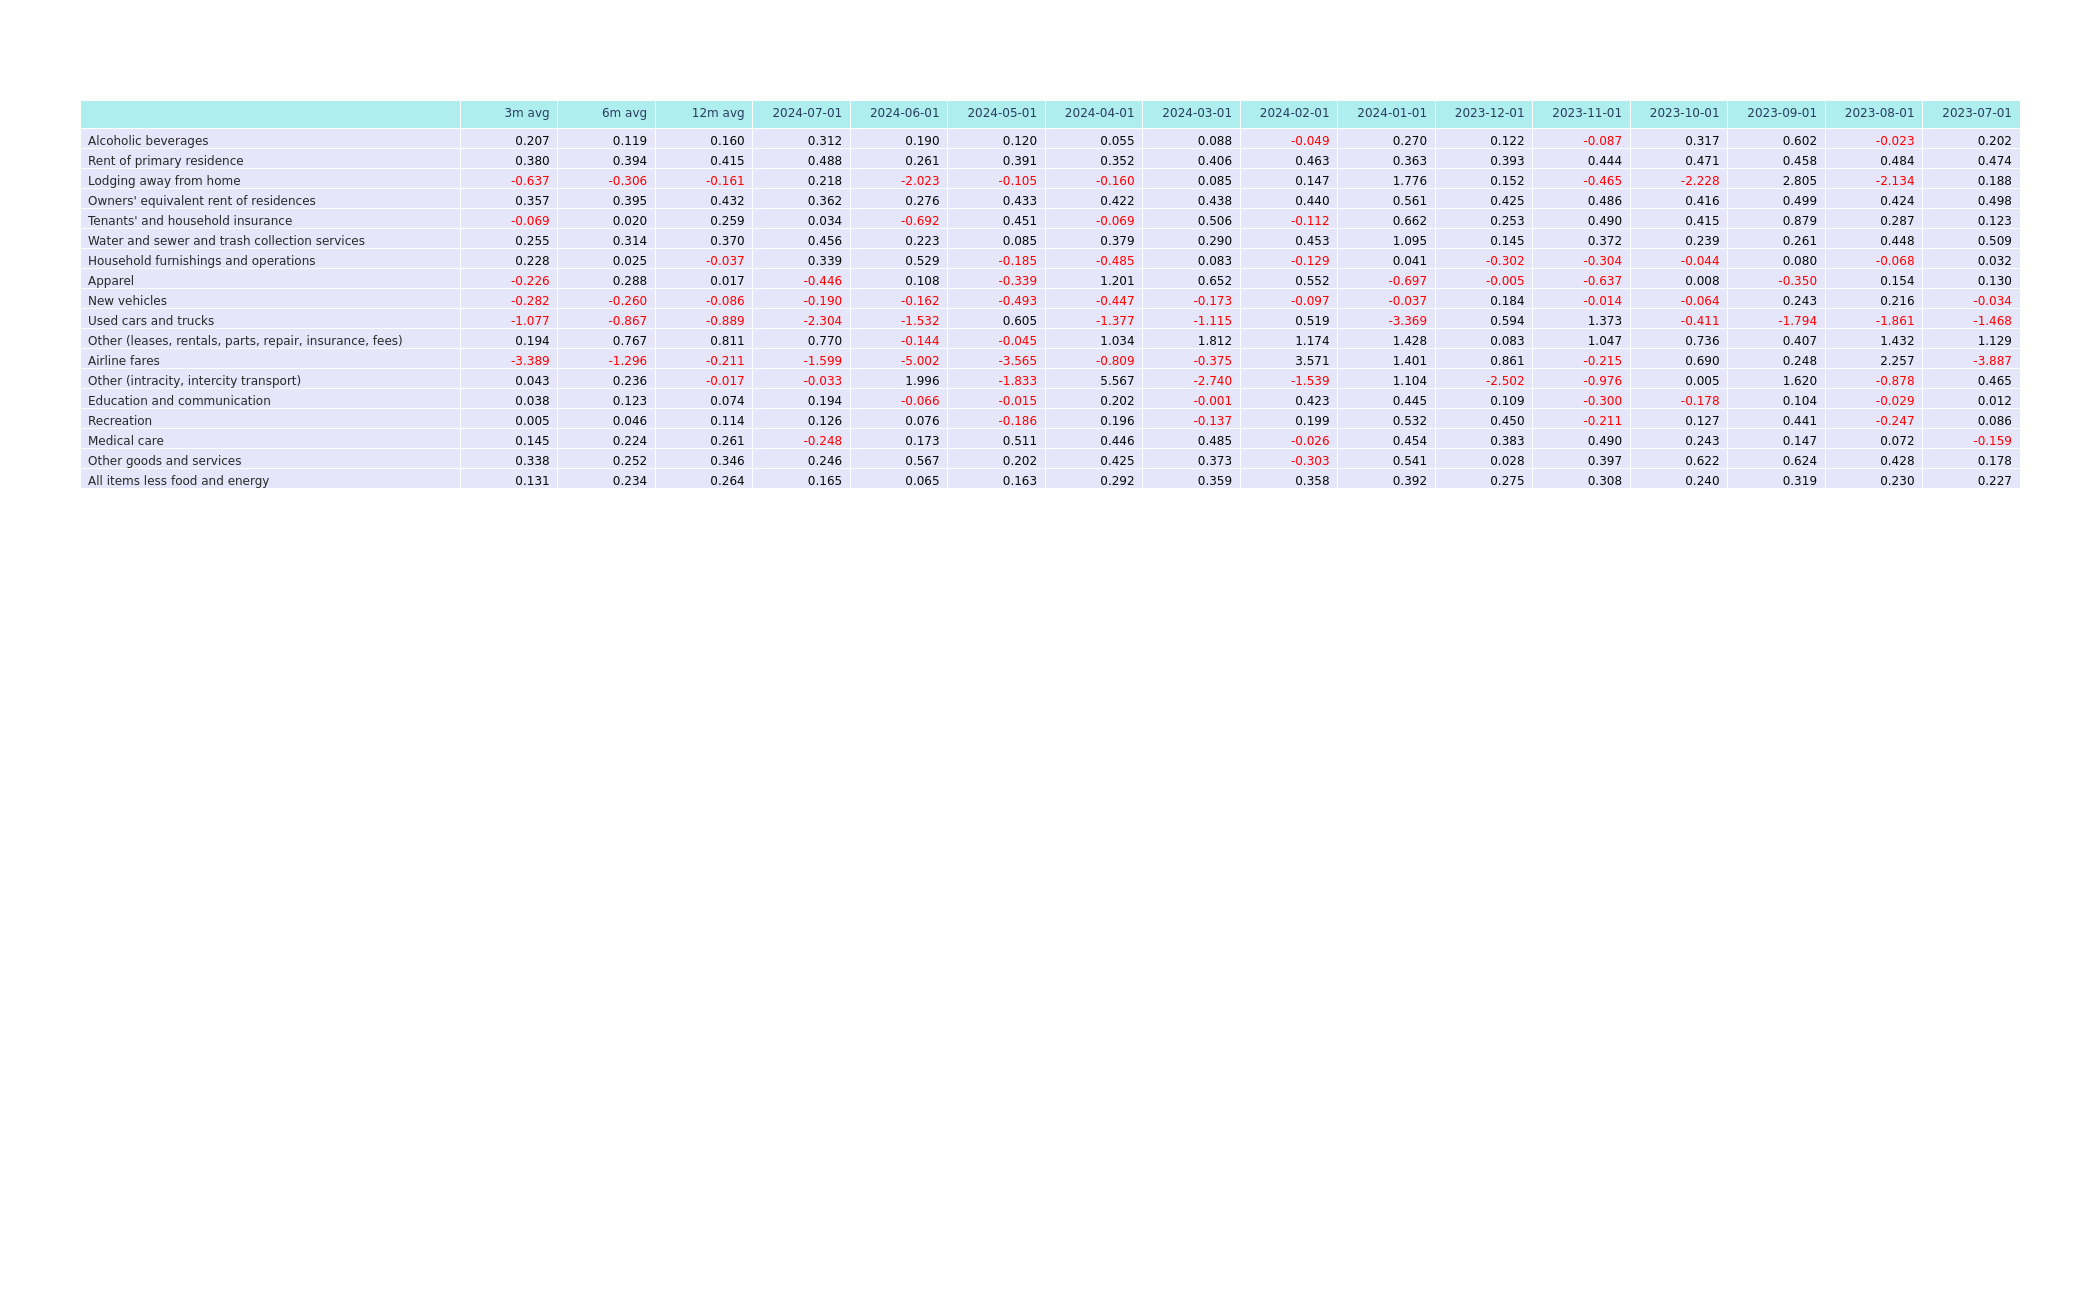 3m avg 6m avg 12m avg 2024-07-01 2024-06-01 2024-05-01 2024-04-01 2024-03-01 2024-02-01 2024-01-01 2023-12-01 2023-11-01 2023-10-01 2023-09-01 2023-08-01 2023-07-01
Alcoholic beverages 0.207 0.119 0.160 0.312 0.190 0.120 0.055 0.088 -0.049 0.270 0.122 -0.087 0.317 0.602 -0.023 0.202
Rent of primary residence 0.380 0.394 0.415 0.488 0.261 0.391 0.352 0.406 0.463 0.363 0.393 0.444 0.471 0.458 0.484 0.474
Lodging away from home -0.637 -0.306 -0.161 0.218 -2.023 -0.105 -0.160 0.085 0.147 1.776 0.152 -0.465 -2.228 2.805 -2.134 0.188
Owners' equivalent rent of residences 0.357 0.395 0.432 0.362 0.276 0.433 0.422 0.438 0.440 0.561 0.425 0.486 0.416 0.499 0.424 0.498
Tenants' and household insurance -0.069 0.020 0.259 0.034 -0.692 0.451 -0.069 0.506 -0.112 0.662 0.253 0.490 0.415 0.879 0.287 0.123
Water and sewer and trash collection services 0.255 0.314 0.370 0.456 0.223 0.085 0.379 0.290 0.453 1.095 0.145 0.372 0.239 0.261 0.448 0.509
Household furnishings and operations 0.228 0.025 -0.037 0.339 0.529 -0.185 -0.485 0.083 -0.129 0.041 -0.302 -0.304 -0.044 0.080 -0.068 0.032
Apparel -0.226 0.288 0.017 -0.446 0.108 -0.339 1.201 0.652 0.552 -0.697 -0.005 -0.637 0.008 -0.350 0.154 0.130
New vehicles -0.282 -0.260 -0.086 -0.190 -0.162 -0.493 -0.447 -0.173 -0.097 -0.037 0.184 -0.014 -0.064 0.243 0.216 -0.034
Used cars and trucks -1.077 -0.867 -0.889 -2.304 -1.532 0.605 -1.377 -1.115 0.519 -3.369 0.594 1.373 -0.411 -1.794 -1.861 -1.468
Other (leases, rentals, parts, repair, insurance, fees) 0.194 0.767 0.811 0.770 -0.144 -0.045 1.034 1.812 1.174 1.428 0.083 1.047 0.736 0.407 1.432 1.129
Airline fares -3.389 -1.296 -0.211 -1.599 -5.002 -3.565 -0.809 -0.375 3.571 1.401 0.861 -0.215 0.690 0.248 2.257 -3.887
Other (intracity, intercity transport) 0.043 0.236 -0.017 -0.033 1.996 -1.833 5.567 -2.740 -1.539 1.104 -2.502 -0.976 0.005 1.620 -0.878 0.465
Education and communication 0.038 0.123 0.074 0.194 -0.066 -0.015 0.202 -0.001 0.423 0.445 0.109 -0.300 -0.178 0.104 -0.029 0.012
Recreation 0.005 0.046 0.114 0.126 0.076 -0.186 0.196 -0.137 0.199 0.532 0.450 -0.211 0.127 0.441 -0.247 0.086
Medical care 0.145 0.224 0.261 -0.248 0.173 0.511 0.446 0.485 -0.026 0.454 0.383 0.490 0.243 0.147 0.072 -0.159
Other goods and services 0.338 0.252 0.346 0.246 0.567 0.202 0.425 0.373 -0.303 0.541 0.028 0.397 0.622 0.624 0.428 0.178
All items less food and energy 0.131 0.234 0.264 0.165 0.065 0.163 0.292 0.359 0.358 0.392 0.275 0.308 0.240 0.319 0.230 0.227